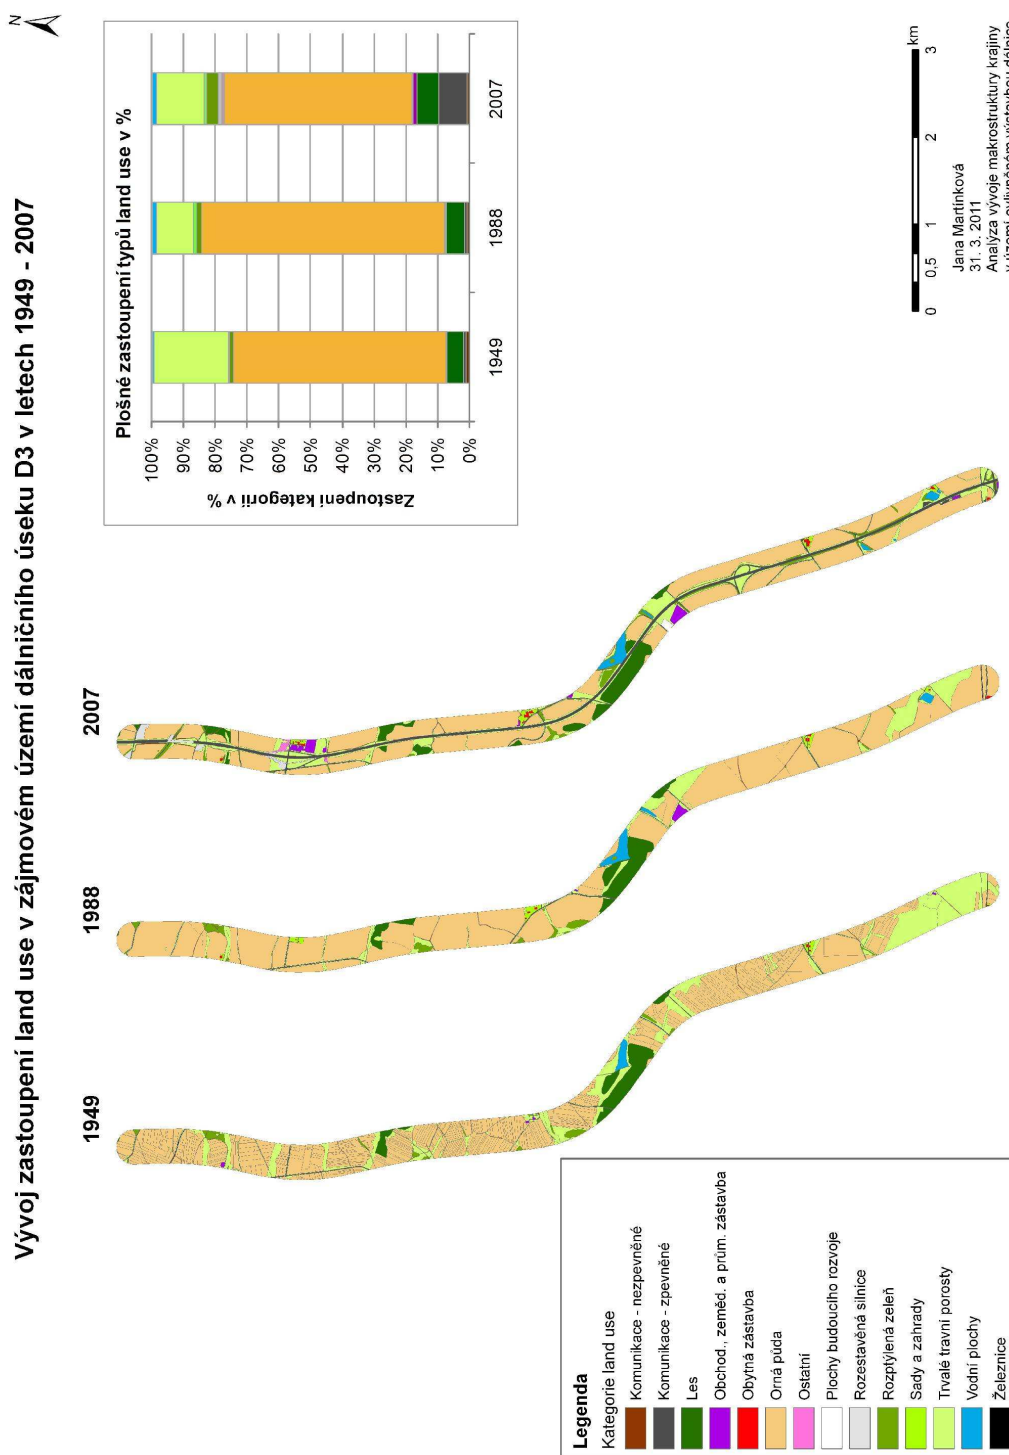 Vývoj zastoupení land use v zájmovém území dálničního úseku D3 v letech 1949 - 2007
N
1949
1988
2007
Plošné zastoupení typů land use v %
Zastoupení kategorií v %
100%
90%
80%
70%
60%
50%
40%
30%
20%
10%
0%
1949
1988
2007
Legenda
Kategorie land use
Komunikace - nezpevněné
Komunikace - zpevněné
Les
Obchod., zeměd. a prům. zástavba
Obytná zástavba
Orná půda
Ostatní
Plochy budoucího rozvoje
Rozestavěná silnice
Rozptýlená zeleň
Sady a zahrady
Trvalé travní porosty
Vodní plochy
Železnice
0 0,5 1 2 3
km
Jana Martínková
31. 3. 2011
Analýza vývoje makrostruktury krajiny